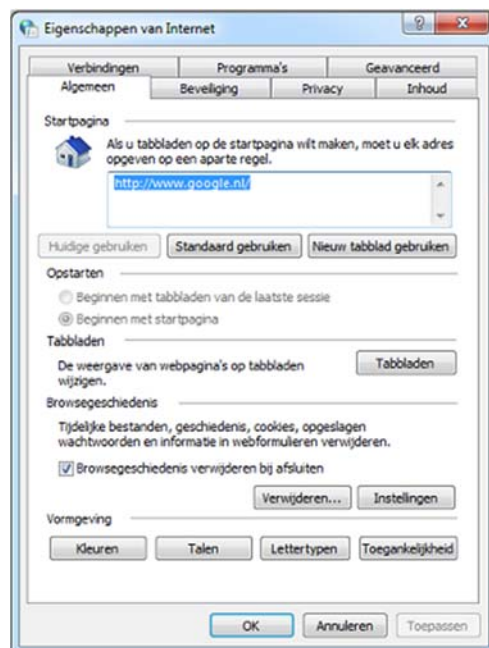 Eigenschappen van Internet
Verbindingen Programma's Geavanceerd
Algemeen Beveiliging Privacy Inhoud
Startpagina
Als u tabbladen op de startpagina wilt maken, moet u elk adres
opgeven op een aparte regel.
http://www.google.nl/
Huidige gebruiken Standaard gebruiken Nieuw tabblad gebruiken
Opstarten
Beginnen met tabbladen van de laatste sessie
Beginnen met startpagina
Tabbladen
De weergave van webpagina's op tabbladen
wijzigen.
Tabbladen
Browsegeschiedenis
Tijdelijke bestanden, geschiedenis, cookies, opgeslagen
wachtwoorden en informatie in webformulieren verwijderen.
Browsegeschiedenis verwijderen bij afsluiten
Verwijderen... Instellingen
Vormgeving
Kleuren Talen Lettertypen Toegankelijkheid
OK Annuleren Toepassen